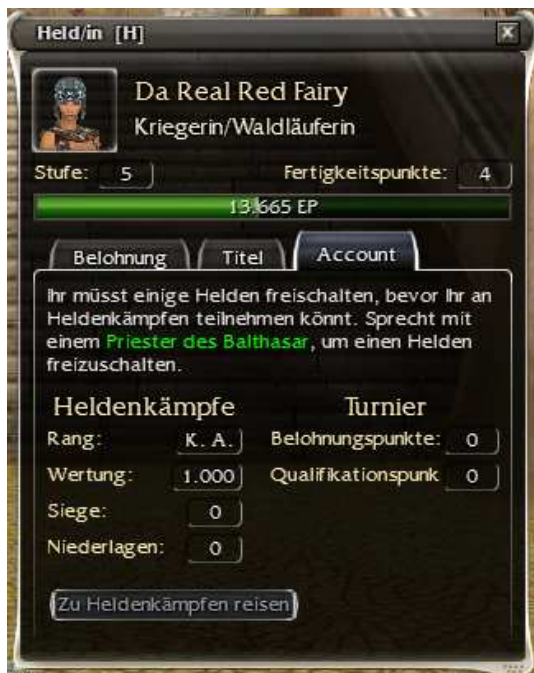 Held/in [H]
Da Real Red Fairy
Kriegerin/Waldläuferin
Stufe: 5 Fertigkeitspunkte: 4
13.665 EP
Belohnung Titel Account
Ihr müsst einige Helden freischalten, bevor Ihr an
Heldenkämpfen teilnehmen könnt. Sprecht mit
einem Priester des Balthasar, um einen Helden
freizuschalten.
Heldenkämpfe Turnier
Rang: K. A. Belohnungspunkte: 0
Wertung: 1.000 Qualifikationspunk 0
Siege: 0
Niederlagen: 0
Zu Heldenkämpfen reisen